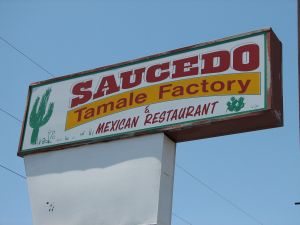 SAUCEDO
Tamale Factory
&
MEXICAN RESTAURANT